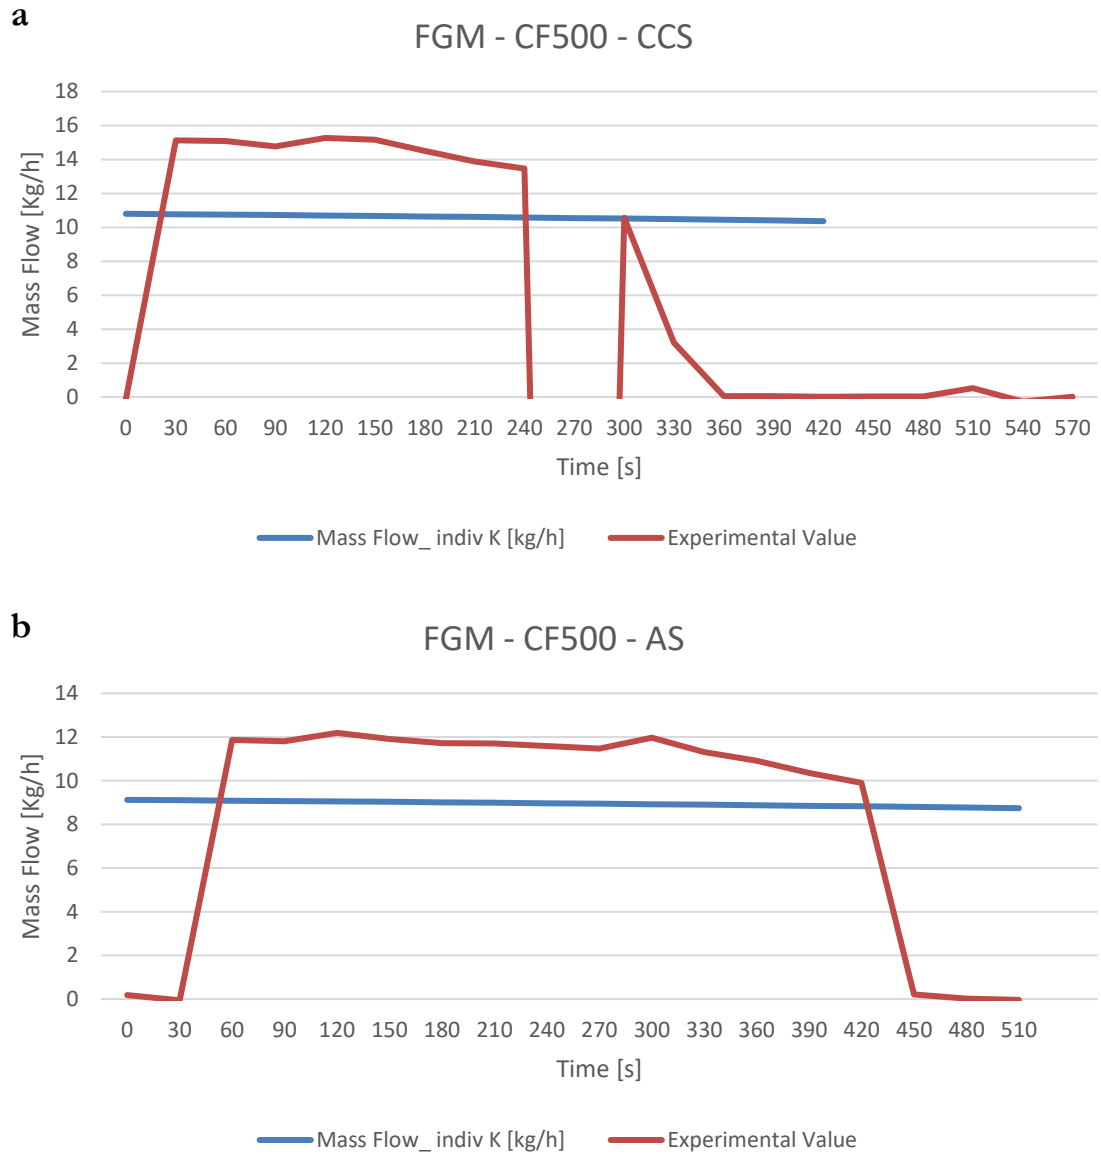 a
FGM - CF500 - CCS
18
16
14
12
10
8
6
4
2
0
Mass Flow [Kg/h]
0 30 60 90 120 150 180 210 240 270 300 330 360 390 420 450 480 510 540 570
Time [s]
Mass Flow_ indiv K [kg/h] Experimental Value
b
FGM - CF500 - AS
14
12
10
8
6
4
2
0
Mass Flow [Kg/h]
0 30 60 90 120 150 180 210 240 270 300 330 360 390 420 450 480 510
Time [s]
Mass Flow_ indiv K [kg/h] Experimental Value